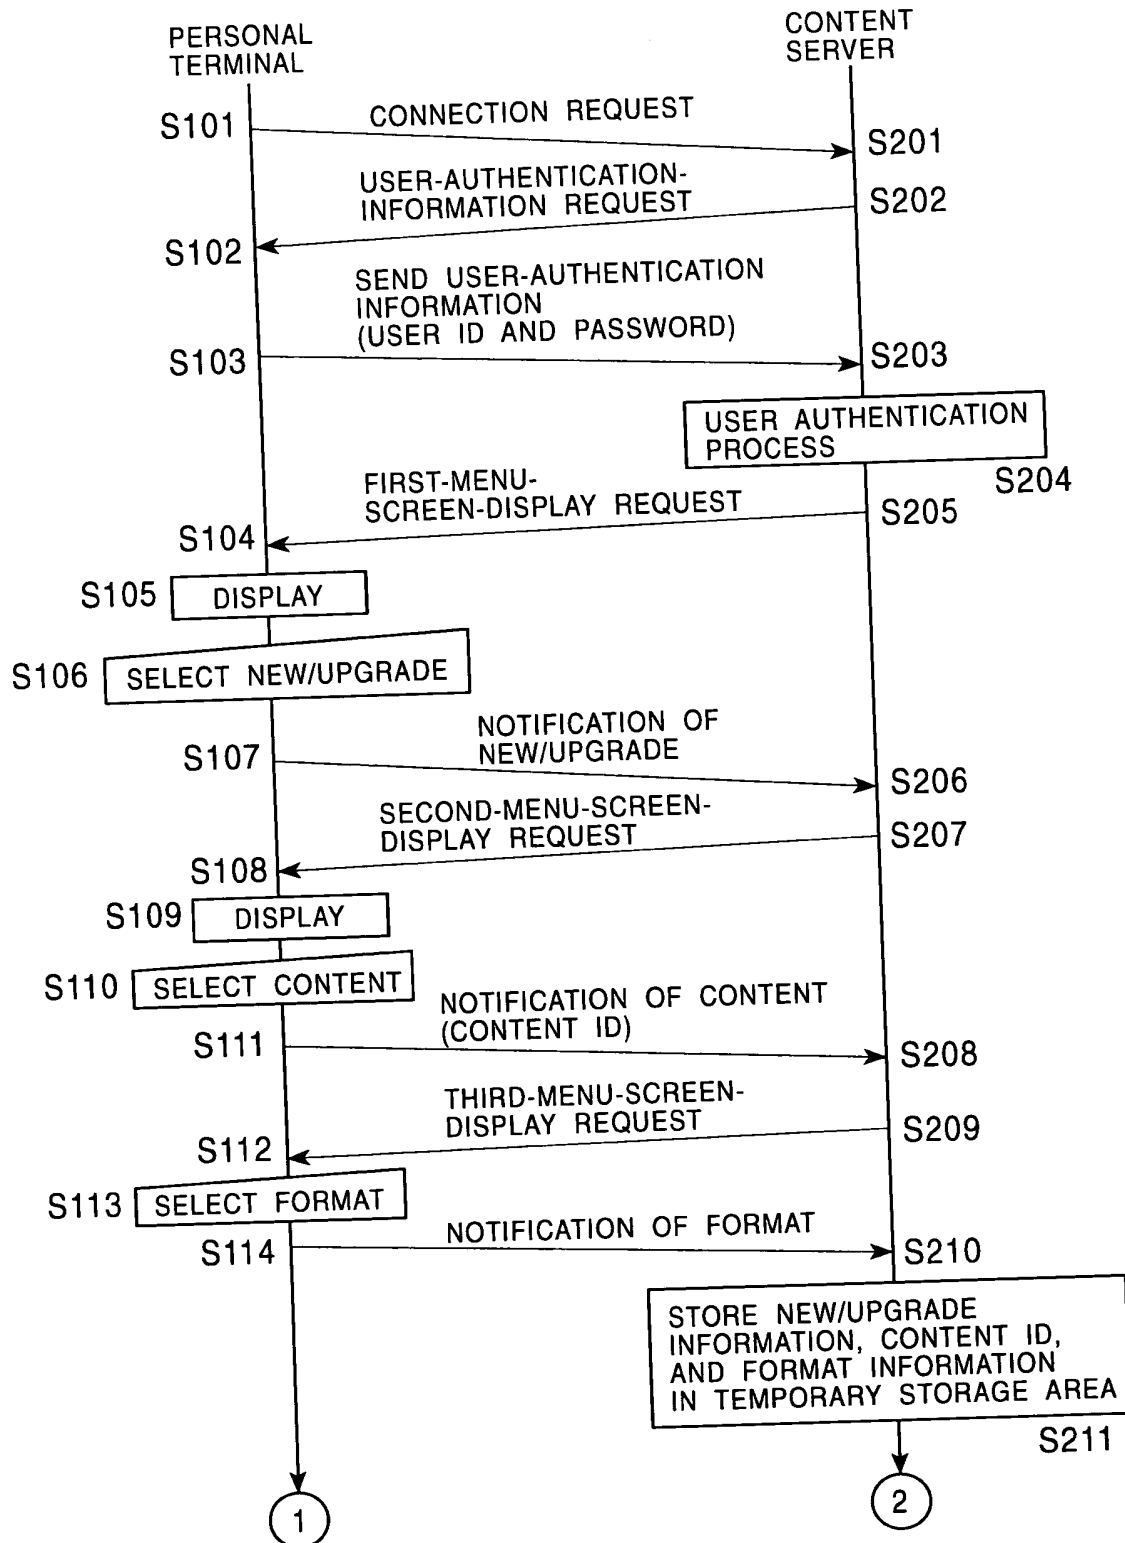 PERSONAL
TERMINAL
CONTENT
SERVER
S101
CONNECTION REQUEST
S201
USER-AUTHENTICATION-
INFORMATION REQUEST
S202
S102
SEND USER-AUTHENTICATION
INFORMATION
(USER ID AND PASSWORD)
S103
S203
USER AUTHENTICATION
PROCESS
S204
FIRST-MENU-
SCREEN-DISPLAY REQUEST
S205
S104
S105
DISPLAY
S106
SELECT NEW/UPGRADE
NOTIFICATION OF
NEW/UPGRADE
S107
S206
SECOND-MENU-SCREEN-
DISPLAY REQUEST
S207
S108
S109
DISPLAY
S110
SELECT CONTENT
NOTIFICATION OF CONTENT
(CONTENT ID)
S111
S208
THIRD-MENU-SCREEN-
DISPLAY REQUEST
S209
S112
S113
SELECT FORMAT
NOTIFICATION OF FORMAT
S114
S210
STORE NEW/UPGRADE
INFORMATION, CONTENT ID,
AND FORMAT INFORMATION
IN TEMPORARY STORAGE AREA
S211
1
2